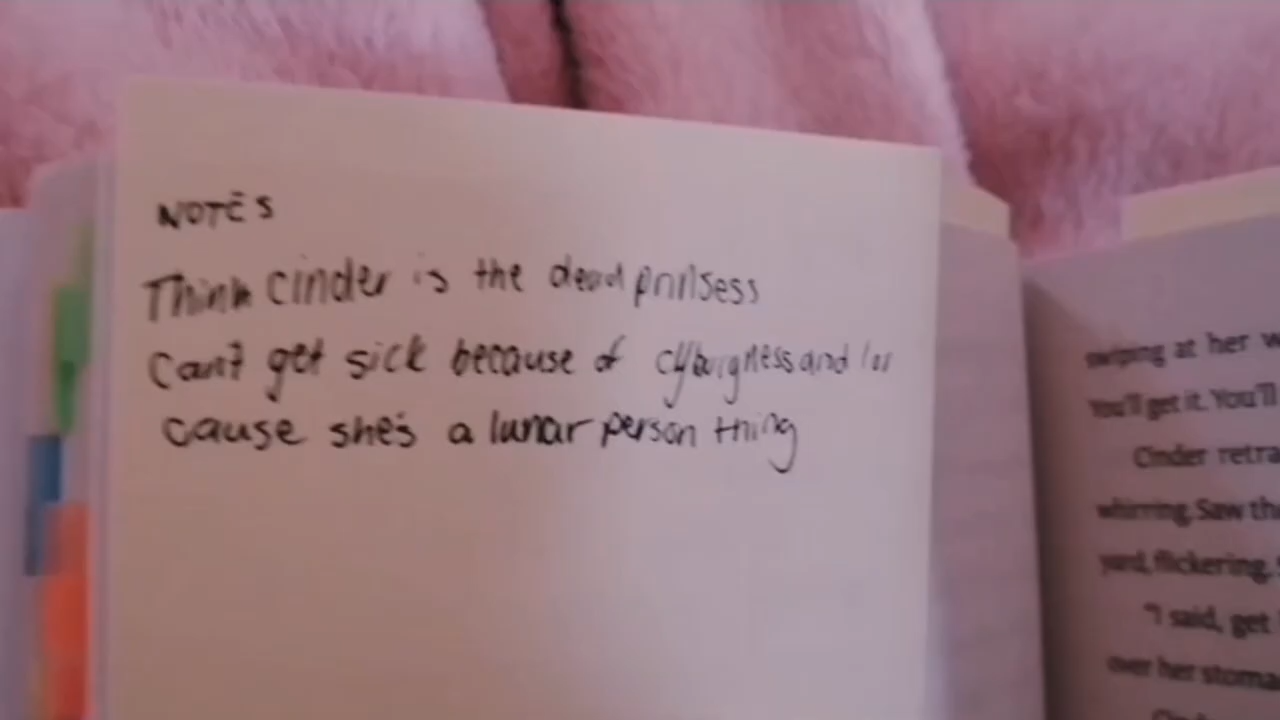 NOTES
Think cinder is the dead prinsess
Can't get sick because of cyburgness and / or
cause she's a lunar person thing
swiping at her w
You'll get it. You'll
Cinder retra
whirring. Saw th
yard, flickering.
"I said, get
over her stoma